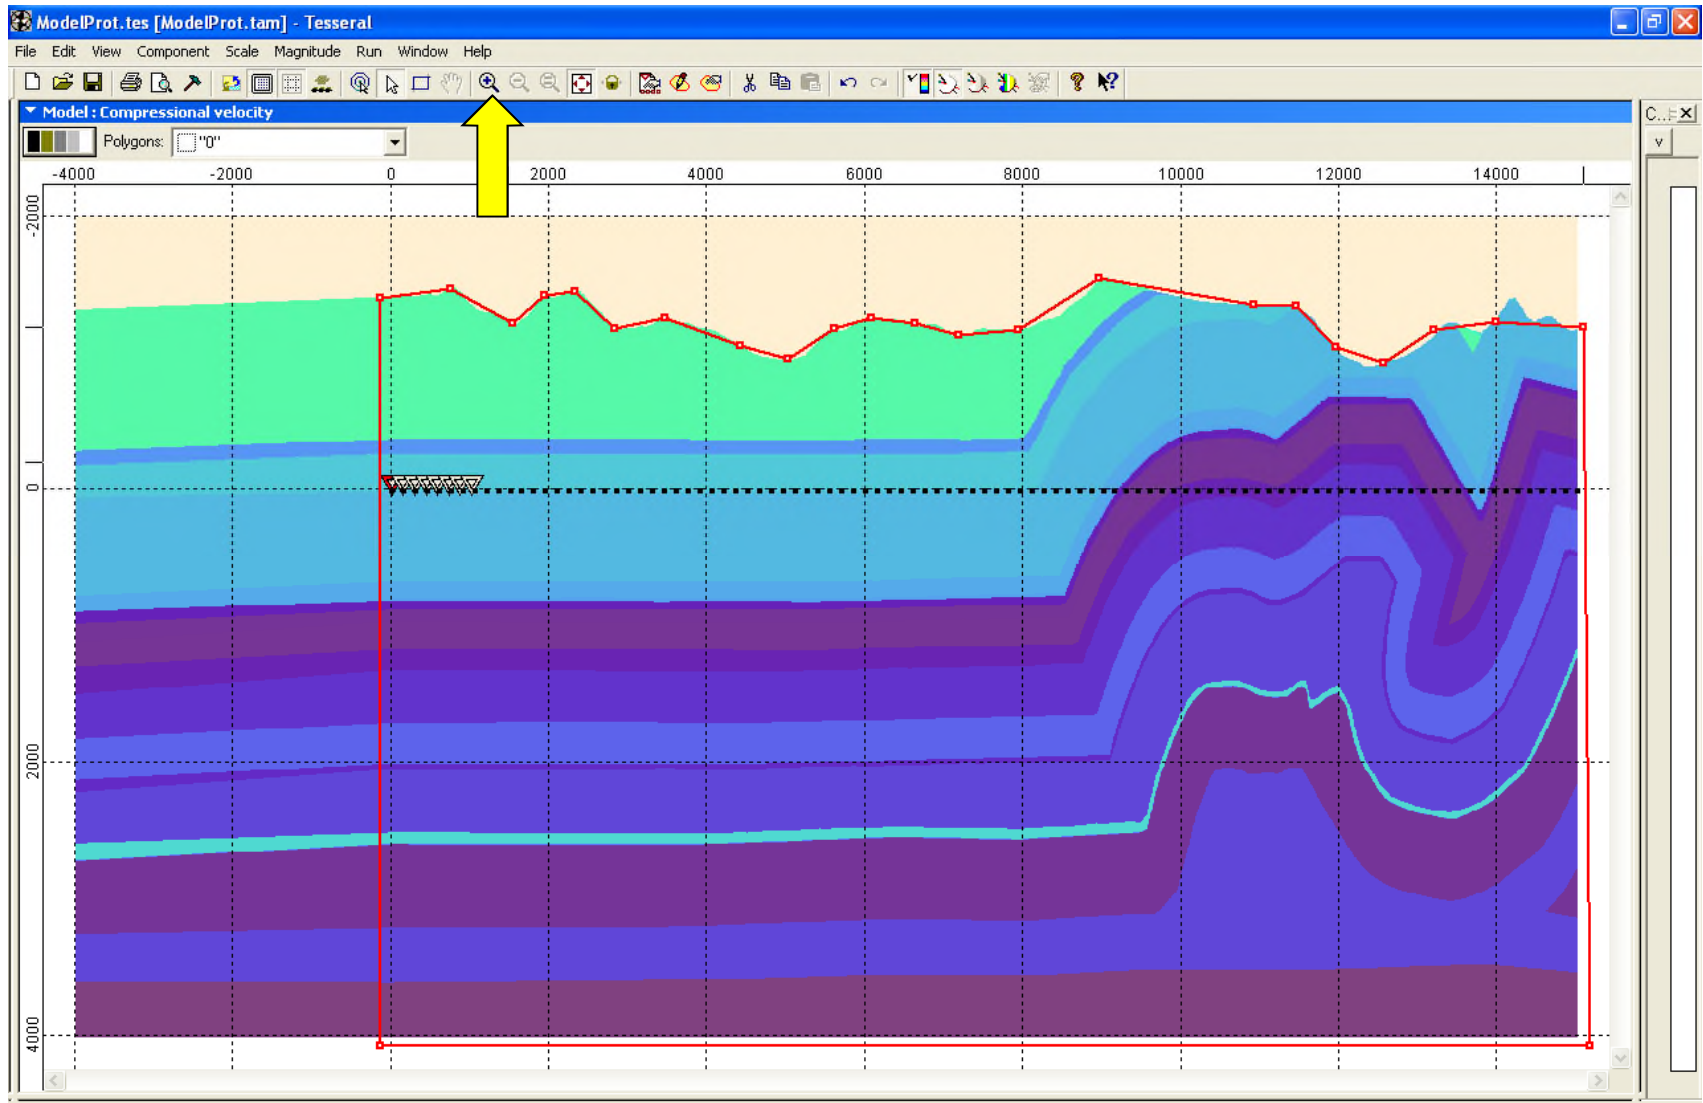 ModelProt.tes [ModelProt.tam] - Tesseral
File Edit View Component Scale Magnitude Run Window Help
Model : Compressional velocity
Polygons: "0"
C..
v
-4000 -2000 0 2000 4000 6000 8000 10000 12000 14000
-2000
0
2000
4000